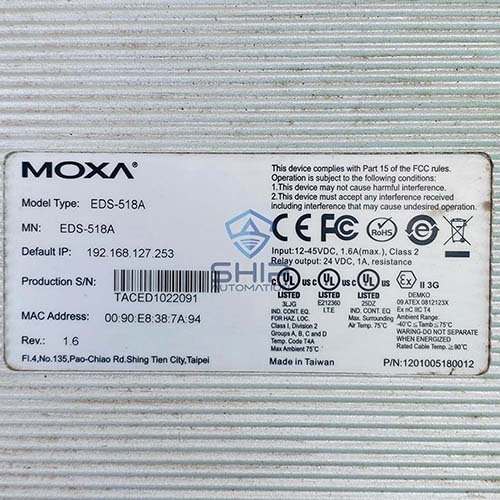 MOXA®
Model Type: EDS-518A
MN: EDS-518A
Default IP: 192.168.127.253
Production S/N:
TACED1022091
MAC Address: 00:90:E8:38:7A:94
Rev.: 1.6
Fl.4,No.135,Pao-Chiao Rd.Shing Tien City,Taipei
This device complies with Part 15 of the FCC rules.
Operation is subject to the following conditions.
1.This device may not cause harmful interference.
2.This device must accept any interference received
including interference that may cause undesired
operation.
FCC CE RoHS
Input:12-45VDC, 1.6A(max.), Class 2
Relay output: 24 VDC, 1A, resistance
UL LISTED
3LJG
IND. CONT. EQ.
FOR HAZ. LOC.
Class I, Division 2
Groups A, B, C and D
Temp. Code T4A
Max Ambient 75°C
UL LISTED
E212360
I.T.E
UL LISTED
25DZ
IND. CONT. EQ.
Max. Surrounding
Air Temp. 75°C
Ex II 3G
DEMKO
09 ATEX 0812123X
Ex nC IIC T4
Ambient:
-40°C≦Tamb≦75°C
WARNING
DO NOT SEPARATE
WHEN ENERGIZED
Rated Cable Temp.≧90°C
Made in Taiwan
P/N:1201005180012
SHIP
AUTOMATION